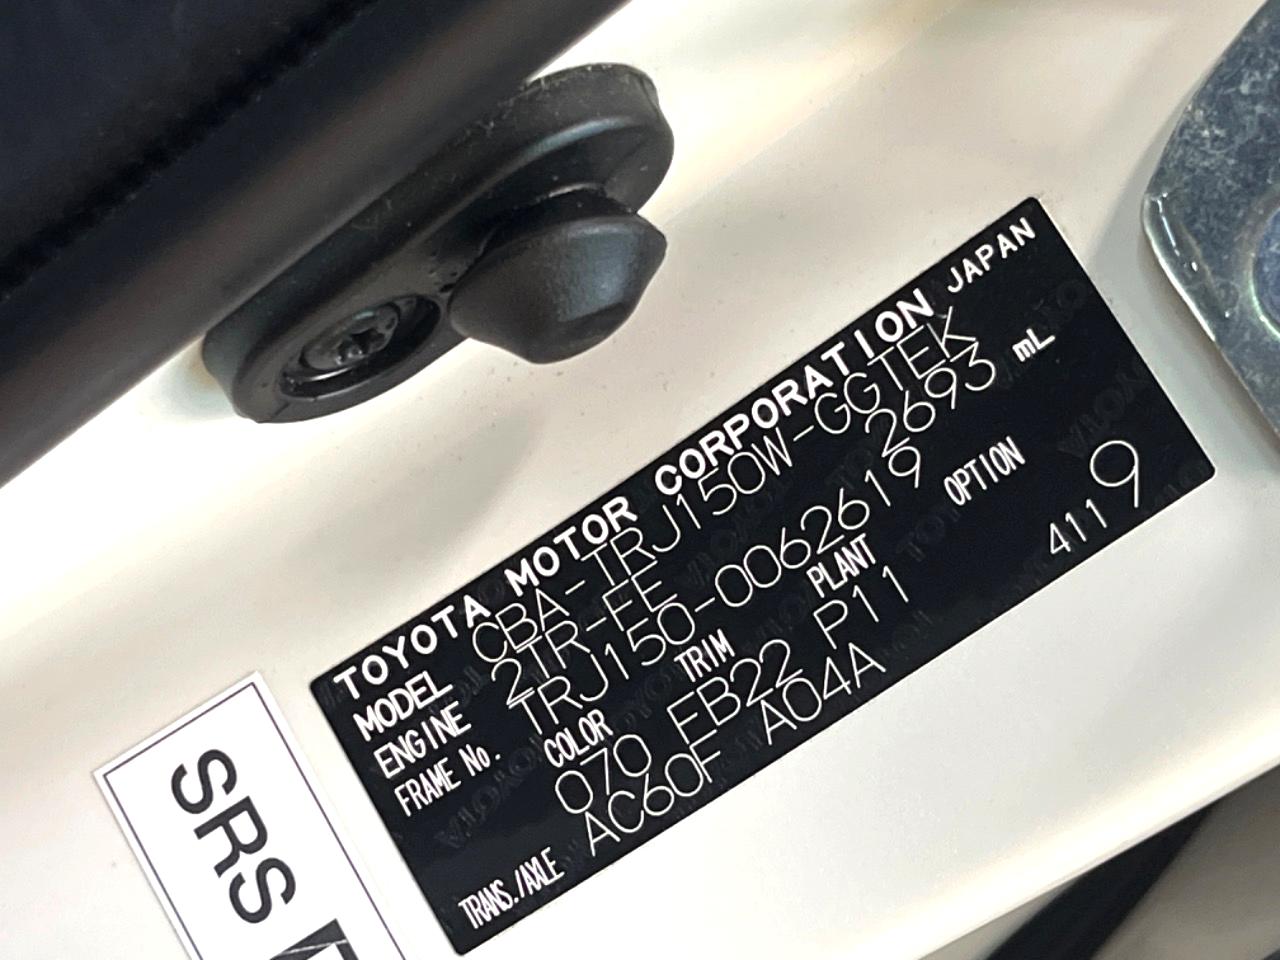 TOYOTA MOTOR CORPORATION JAPAN
MODEL CBA-TRJ150W-GGTEK
ENGINE 2TR-FE 2693 mL
FRAME No. TRJ150-0062619
COLOR TRIM PLANT OPTION
070 FB22 P11 4119
TRANS./AXLE AC60F A04A
SRS